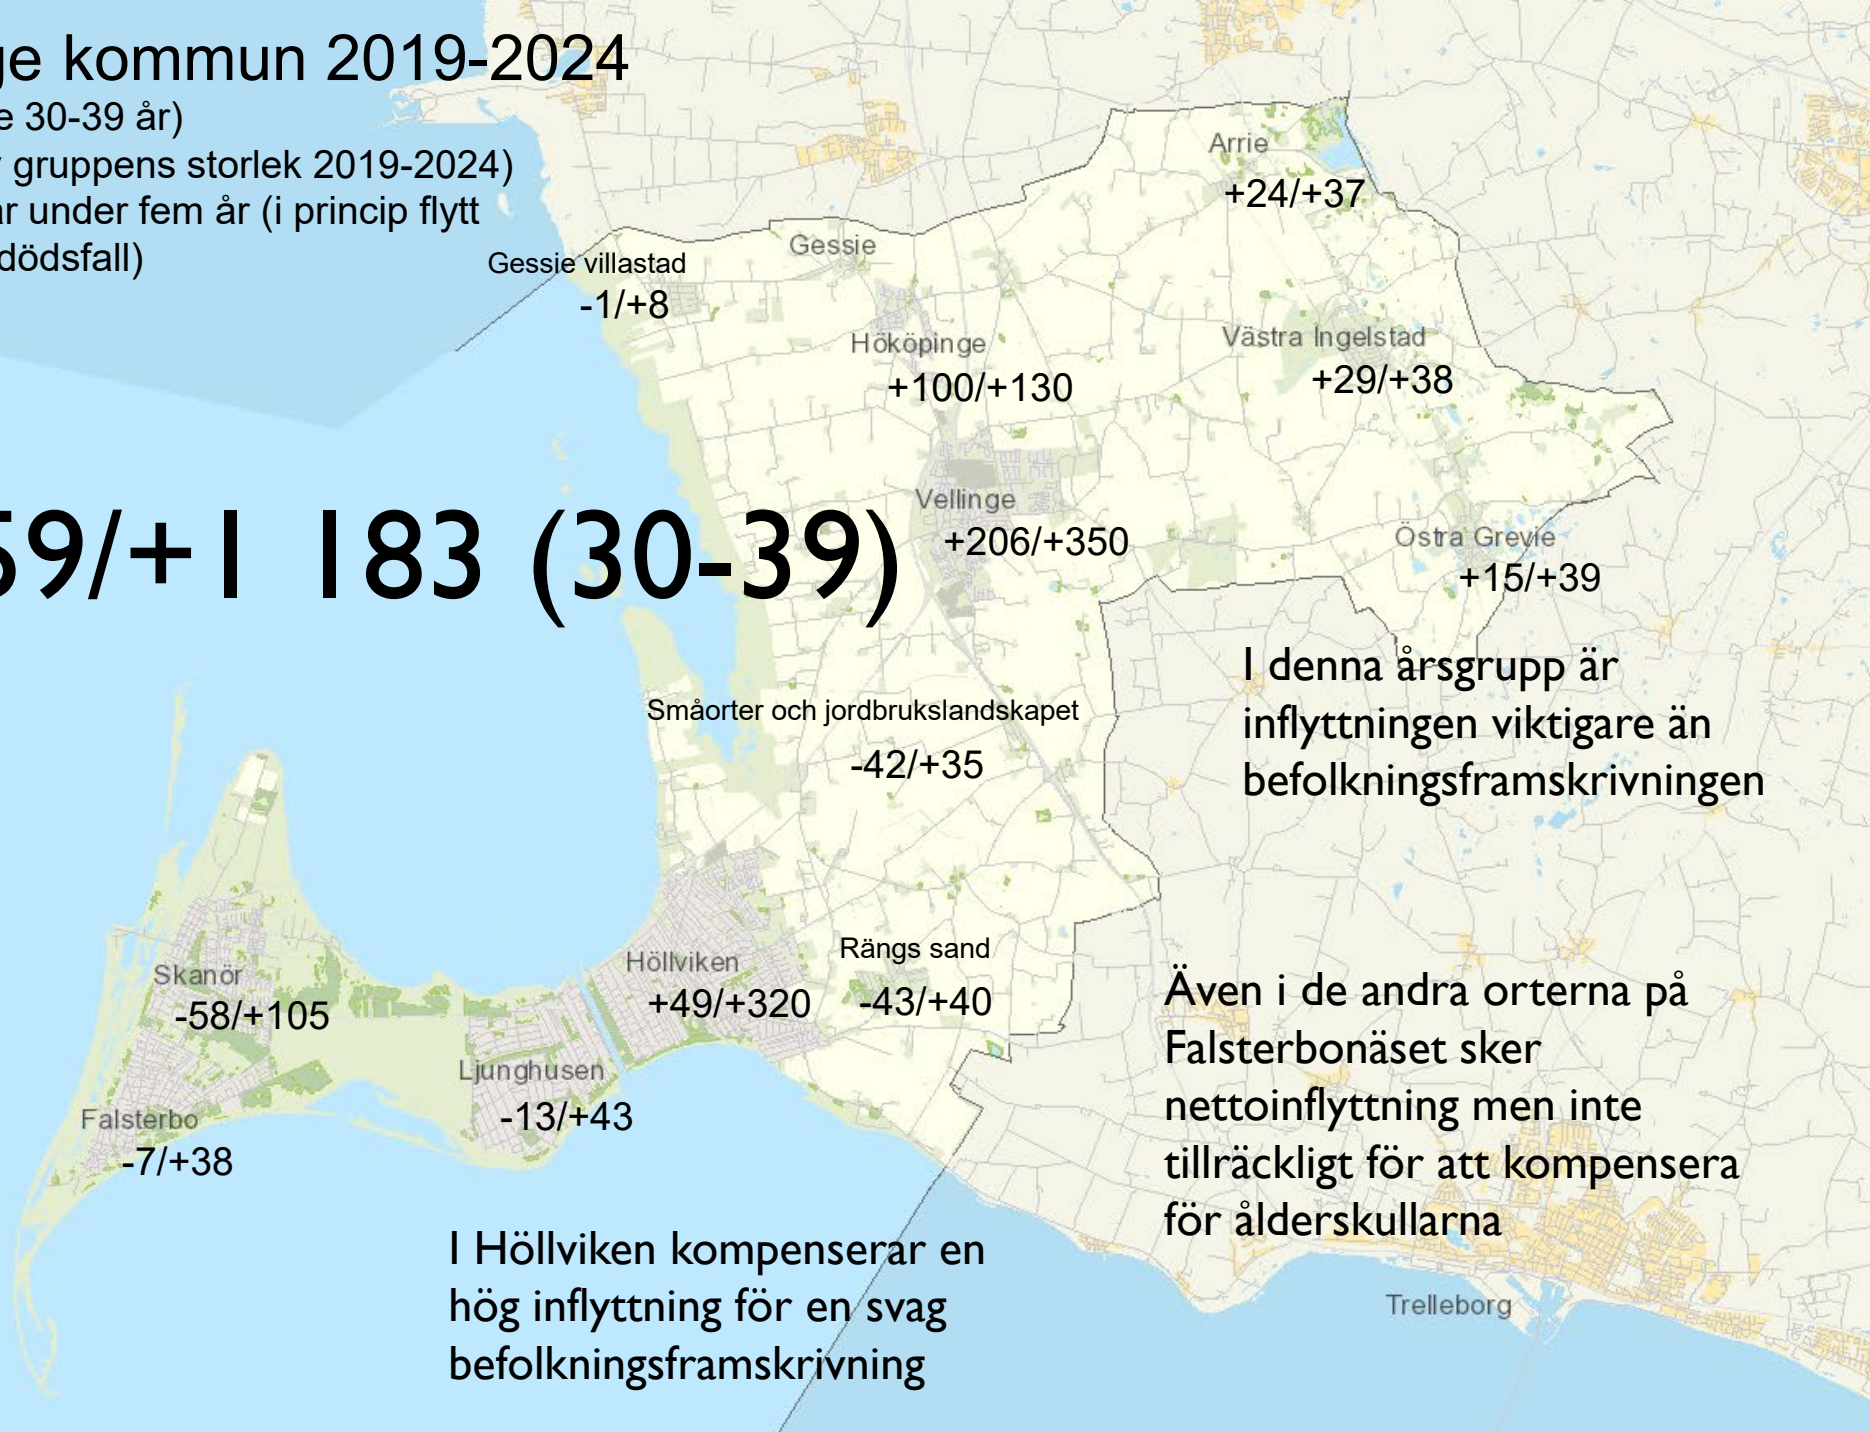 ge kommun 2019-2024
e 30-39 år)
v gruppens storlek 2019-2024)
ar under fem år (i princip flytt
dödsfall)
Arrie
+24/+37
Gessie
Gessie villastad
-1/+8
Hököpinge
+100/+130
Västra Ingelstad
+29/+38
Vellinge
+206/+350
59/+1 183 (30-39)
Östra Grevie
+15/+39
I denna årsgrupp är
inflyttningen viktigare än
befolkningsframskrivningen
Småorter och jordbrukslandskapet
-42/+35
Rängs sand
-43/+40
Höllviken
+49/+320
Skanör
-58/+105
Ljunghusen
-13/+43
Falsterbo
-7/+38
Även i de andra orterna på
Falsterbonäset sker
nettoinflyttning men inte
tillräckligt för att kompensera
för ålderskullarna
I Höllviken kompenserar en
hög inflyttning för en svag
befolkningsframskrivning
Trelleborg